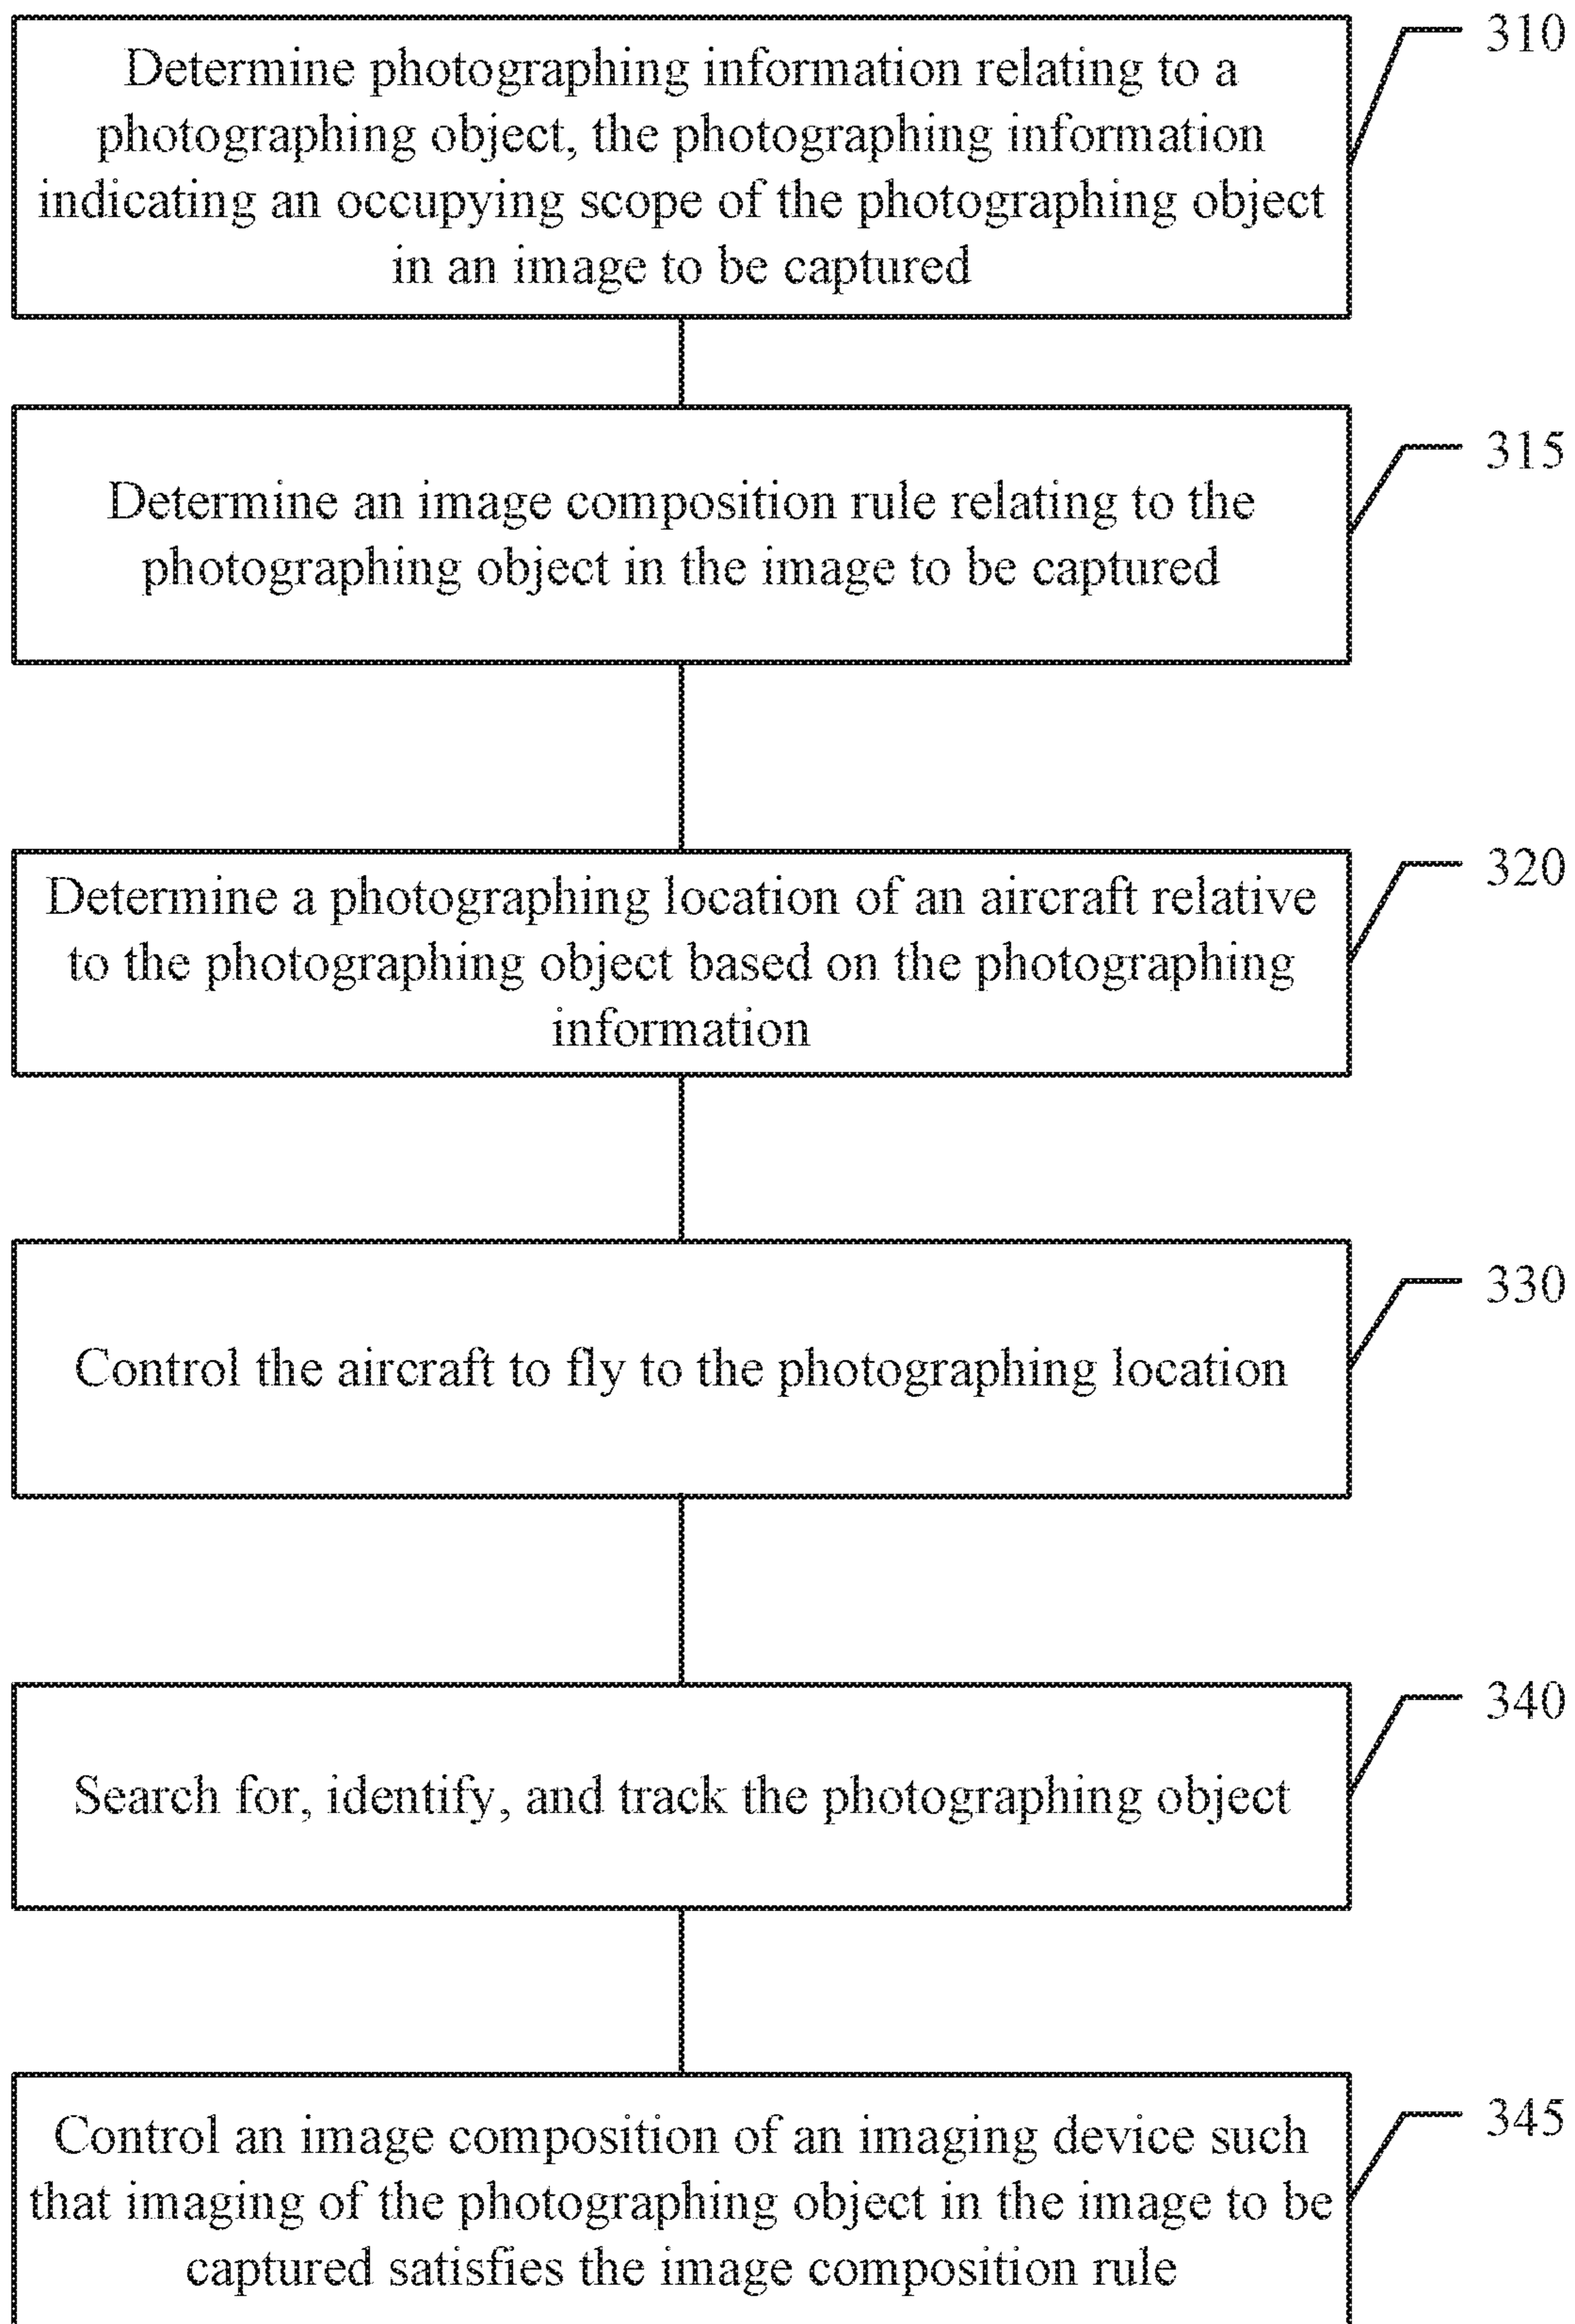 310
Determine photographing information relating to a
photographing object, the photographing information
indicating an occupying scope of the photographing object
in an image to be captured
315
Determine an image composition rule relating to the
photographing object in the image to be captured
320
Determine a photographing location of an aircraft relative
to the photographing object based on the photographing
information
330
Control the aircraft to fly to the photographing location
340
Search for, identify, and track the photographing object
345
Control an image composition of an imaging device such
that imaging of the photographing object in the image to be
captured satisfies the image composition rule